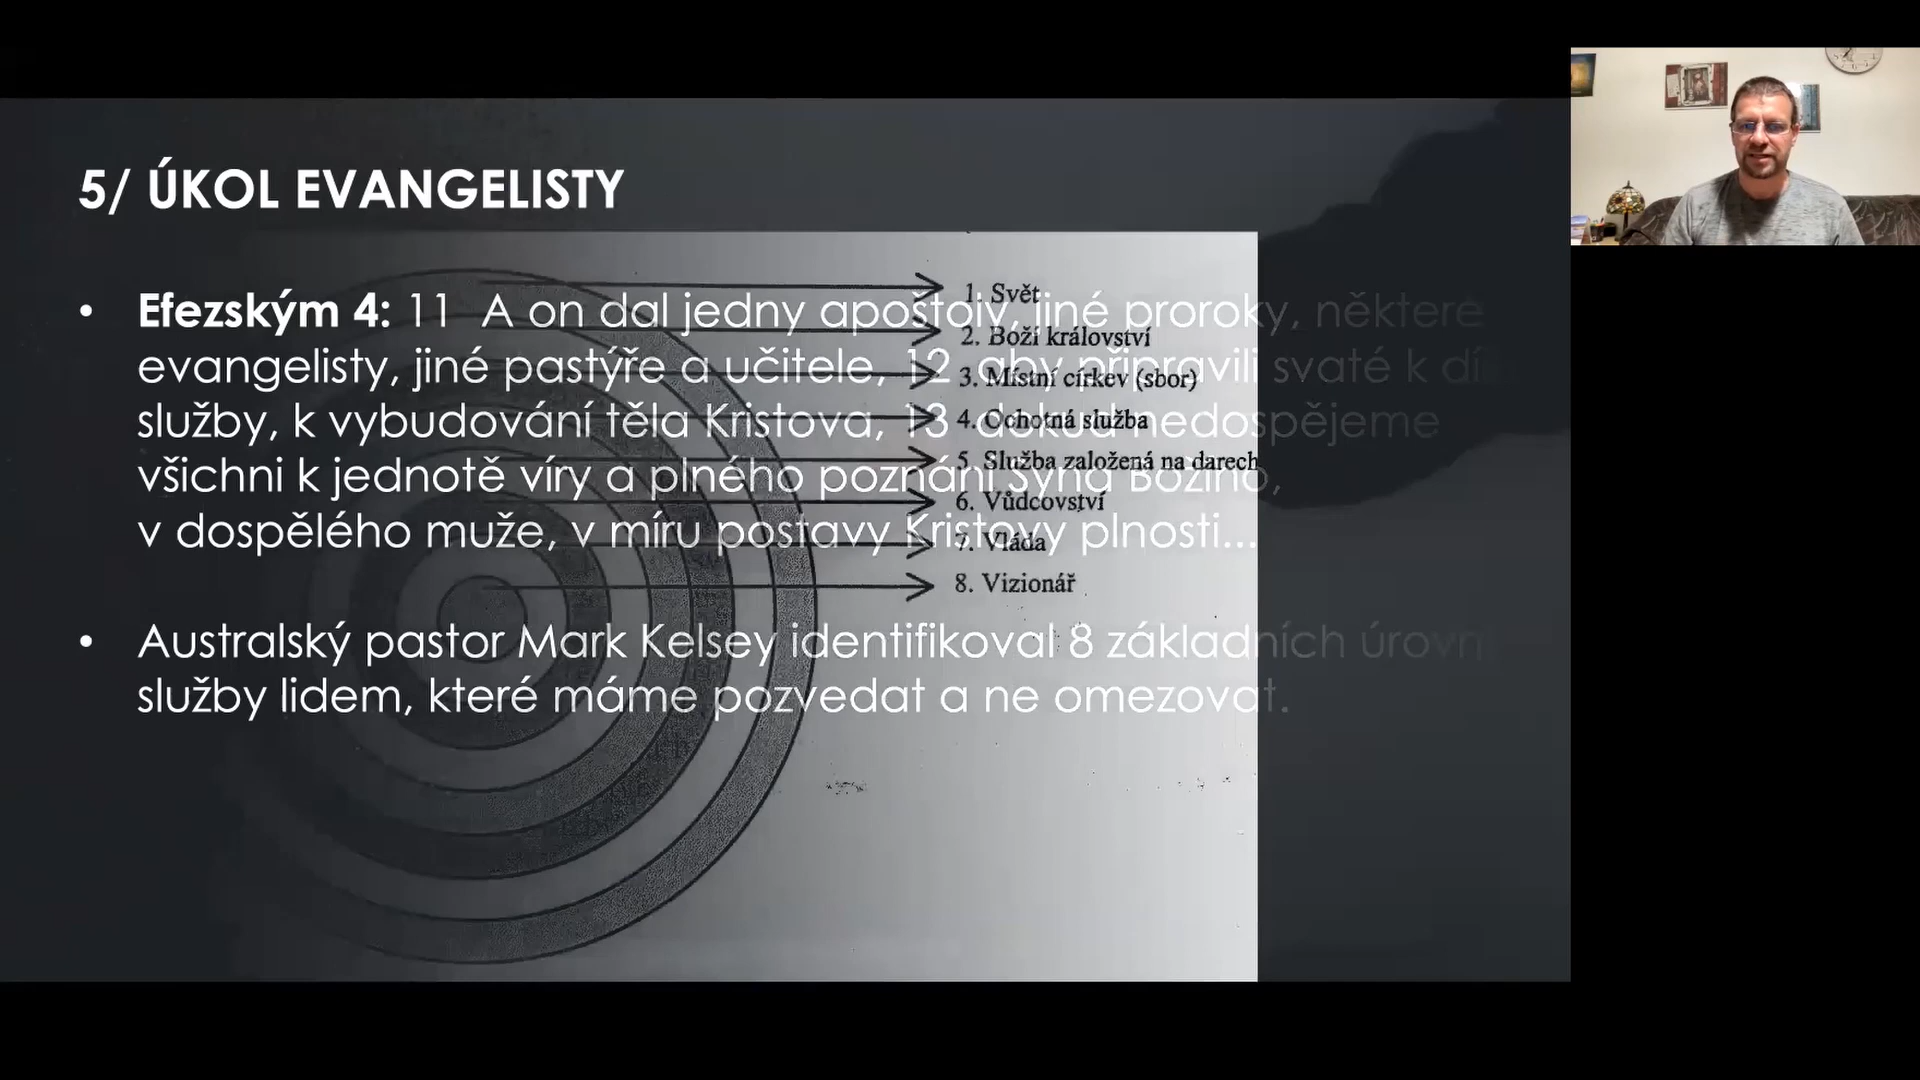 5/ ÚKOL EVANGELISTY
• Efezským 4: 11 A on dal jedny apoštoly, jiné proroky, některé
evangelisty, jiné pastýře a učitele, 12 aby připravili svaté k dílu
služby, k vybudování těla Kristova, 13 dokud nedospějeme
všichni k jednotě víry a plného poznání Syna Božího,
v dospělého muže, v míru postavy Kristovy plnosti...
• Australský pastor Mark Kelsey identifikoval 8 základních úrovní
služby lidem, které máme pozvedat a ne omezovat.
1. Svět
2. Boží království
3. Místní církev (sbor)
4. Ochotná služba
5. Služba založená na darech
6. Vůdcovství
7. Vláda
8. Vizionář